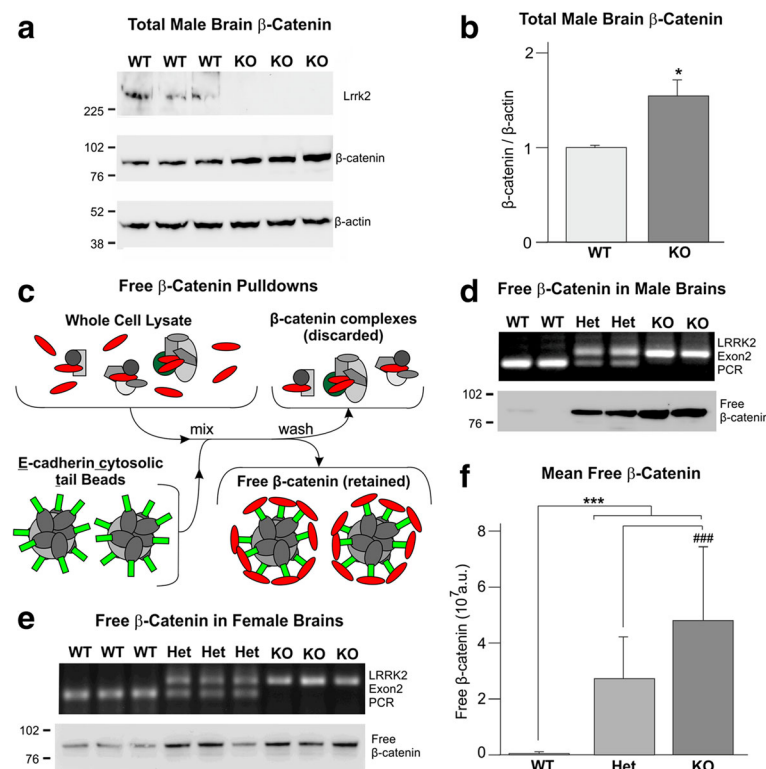 a
Total Male Brain β-Catenin
WT WT WT KO KO KO
Lrrk2
225
102
β-catenin
76
52
β-actin
38
b
Total Male Brain β-Catenin
β-catenin / β-actin
2
*
1
0
WT KO
c
Free β-Catenin Pulldowns
Whole Cell Lysate
β-catenin complexes
(discarded)
mix wash
E-cadherin cytosolic
tail Beads
Free β-catenin (retained)
d
Free β-Catenin in Male Brains
WT WT Het Het KO KO
LRRK2
Exon2
PCR
102
76
Free
β-catenin
e
Free β-Catenin in Female Brains
WT WT WT Het Het Het KO KO KO
LRRK2
Exon2
PCR
102
76
Free
β-catenin
f
Mean Free β-Catenin
Free β-catenin (10⁷a.u.)
8
***
###
6
4
2
0
WT Het KO